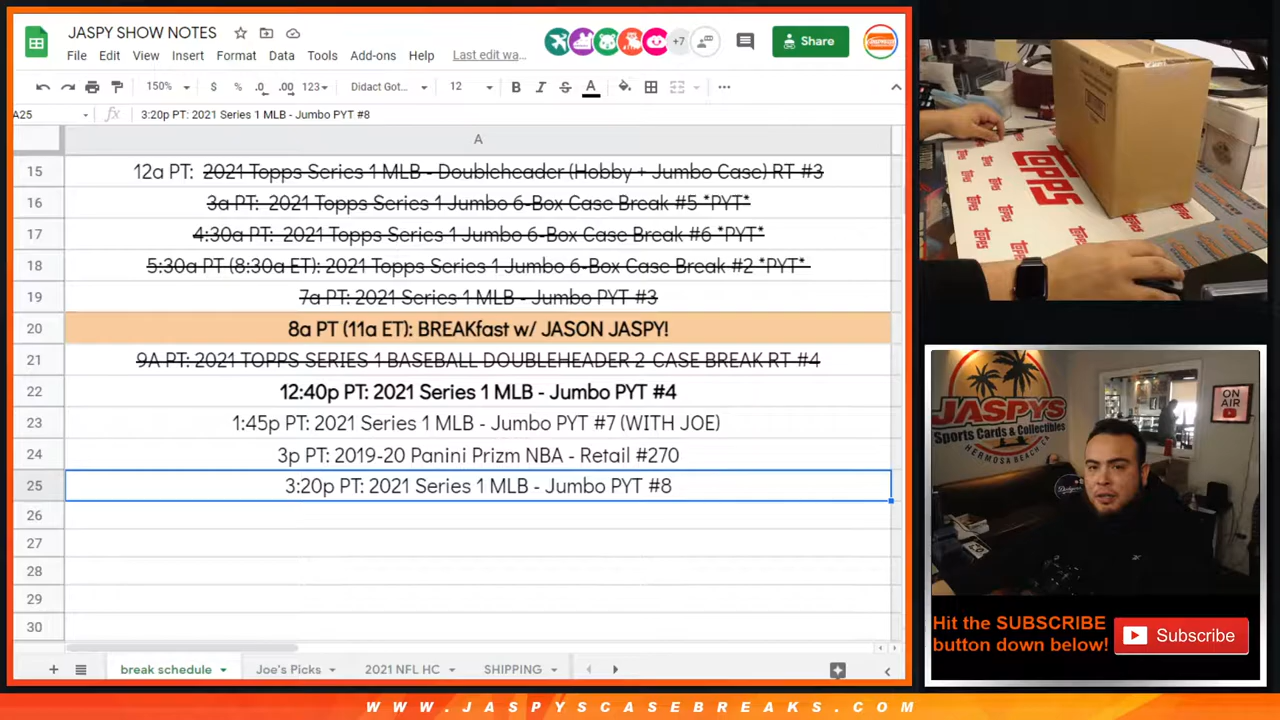 JASPY SHOW NOTES
File Edit View Insert Format Data Tools Add-ons Help Last edit wa...
+7
Share
150% $ % .0 .00 123 Didact Got... 12 B I S A
A25 fx 3:20p PT: 2021 Series 1 MLB - Jumbo PYT #8
A
15 12a PT: 2021 Topps Series 1 MLB - Doubleheader (Hobby + Jumbo Case) RT #3
16 3a PT: 2021 Topps Series 1 Jumbo 6-Box Case Break #5 *PYT*
17 4:30a PT: 2021 Topps Series 1 Jumbo 6-Box Case Break #6 *PYT*
18 5:30a PT (8:30a ET): 2021 Topps Series 1 Jumbo 6-Box Case Break #2 *PYT*
19 7a PT: 2021 Series 1 MLB - Jumbo PYT #3
20 8a PT (11a ET): BREAKfast w/ JASON JASPY!
21 9A PT: 2021 TOPPS SERIES 1 BASEBALL DOUBLEHEADER 2-CASE BREAK RT #4
22 12:40p PT: 2021 Series 1 MLB - Jumbo PYT #4
23 1:45p PT: 2021 Series 1 MLB - Jumbo PYT #7 (WITH JOE)
24 3p PT: 2019-20 Panini Prizm NBA - Retail #270
25 3:20p PT: 2021 Series 1 MLB - Jumbo PYT #8
26
27
28
29
30
break schedule Joe's Picks 2021 NFL HC SHIPPING
TOPPS
JASPYS
Sports Cards & Collectibles
HERMOSA BEACH CA
ON
AIR
Hit the SUBSCRIBE
button down below!
Subscribe
WWW.JASPYSCASEBREAKS.COM